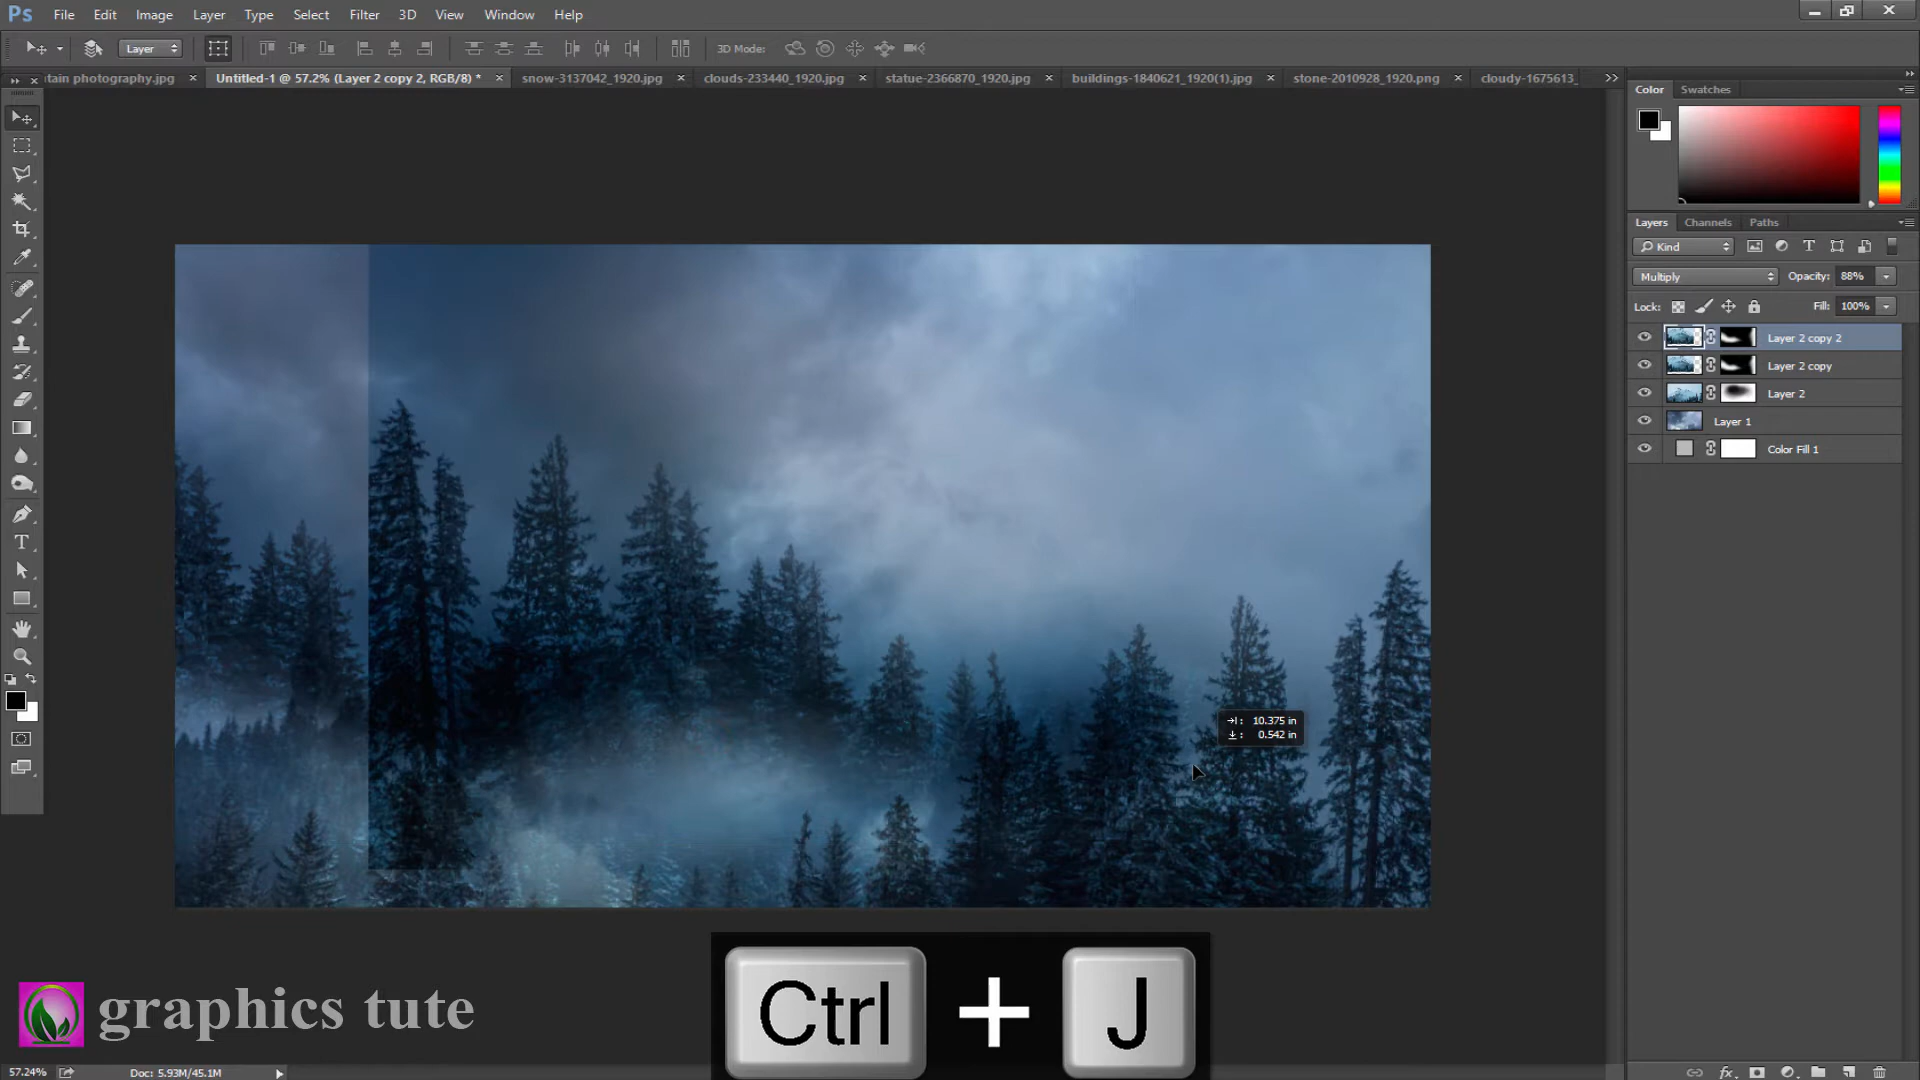 Ps File Edit Image Layer Type Select Filter 3D View Window Help
Layer 3D Mode:
tain photography.jpg Untitled-1 @ 57.2% (Layer 2 copy 2, RGB/8) * snow-3137042_1920.jpg clouds-233440_1920.jpg statue-2366870_1920.jpg buildings-1840621_1920(1).jpg stone-2010928_1920.png cloudy-1675613_
Color Swatches
Layers Channels Paths
Kind
Multiply Opacity: 88%
Lock: Fill: 100%
Layer 2 copy 2
Layer 2 copy
Layer 2
Layer 1
Color Fill 1
10.375 in
0.542 in
Ctrl + J
graphics tute
57.24% Doc: 5.93M/45.1M